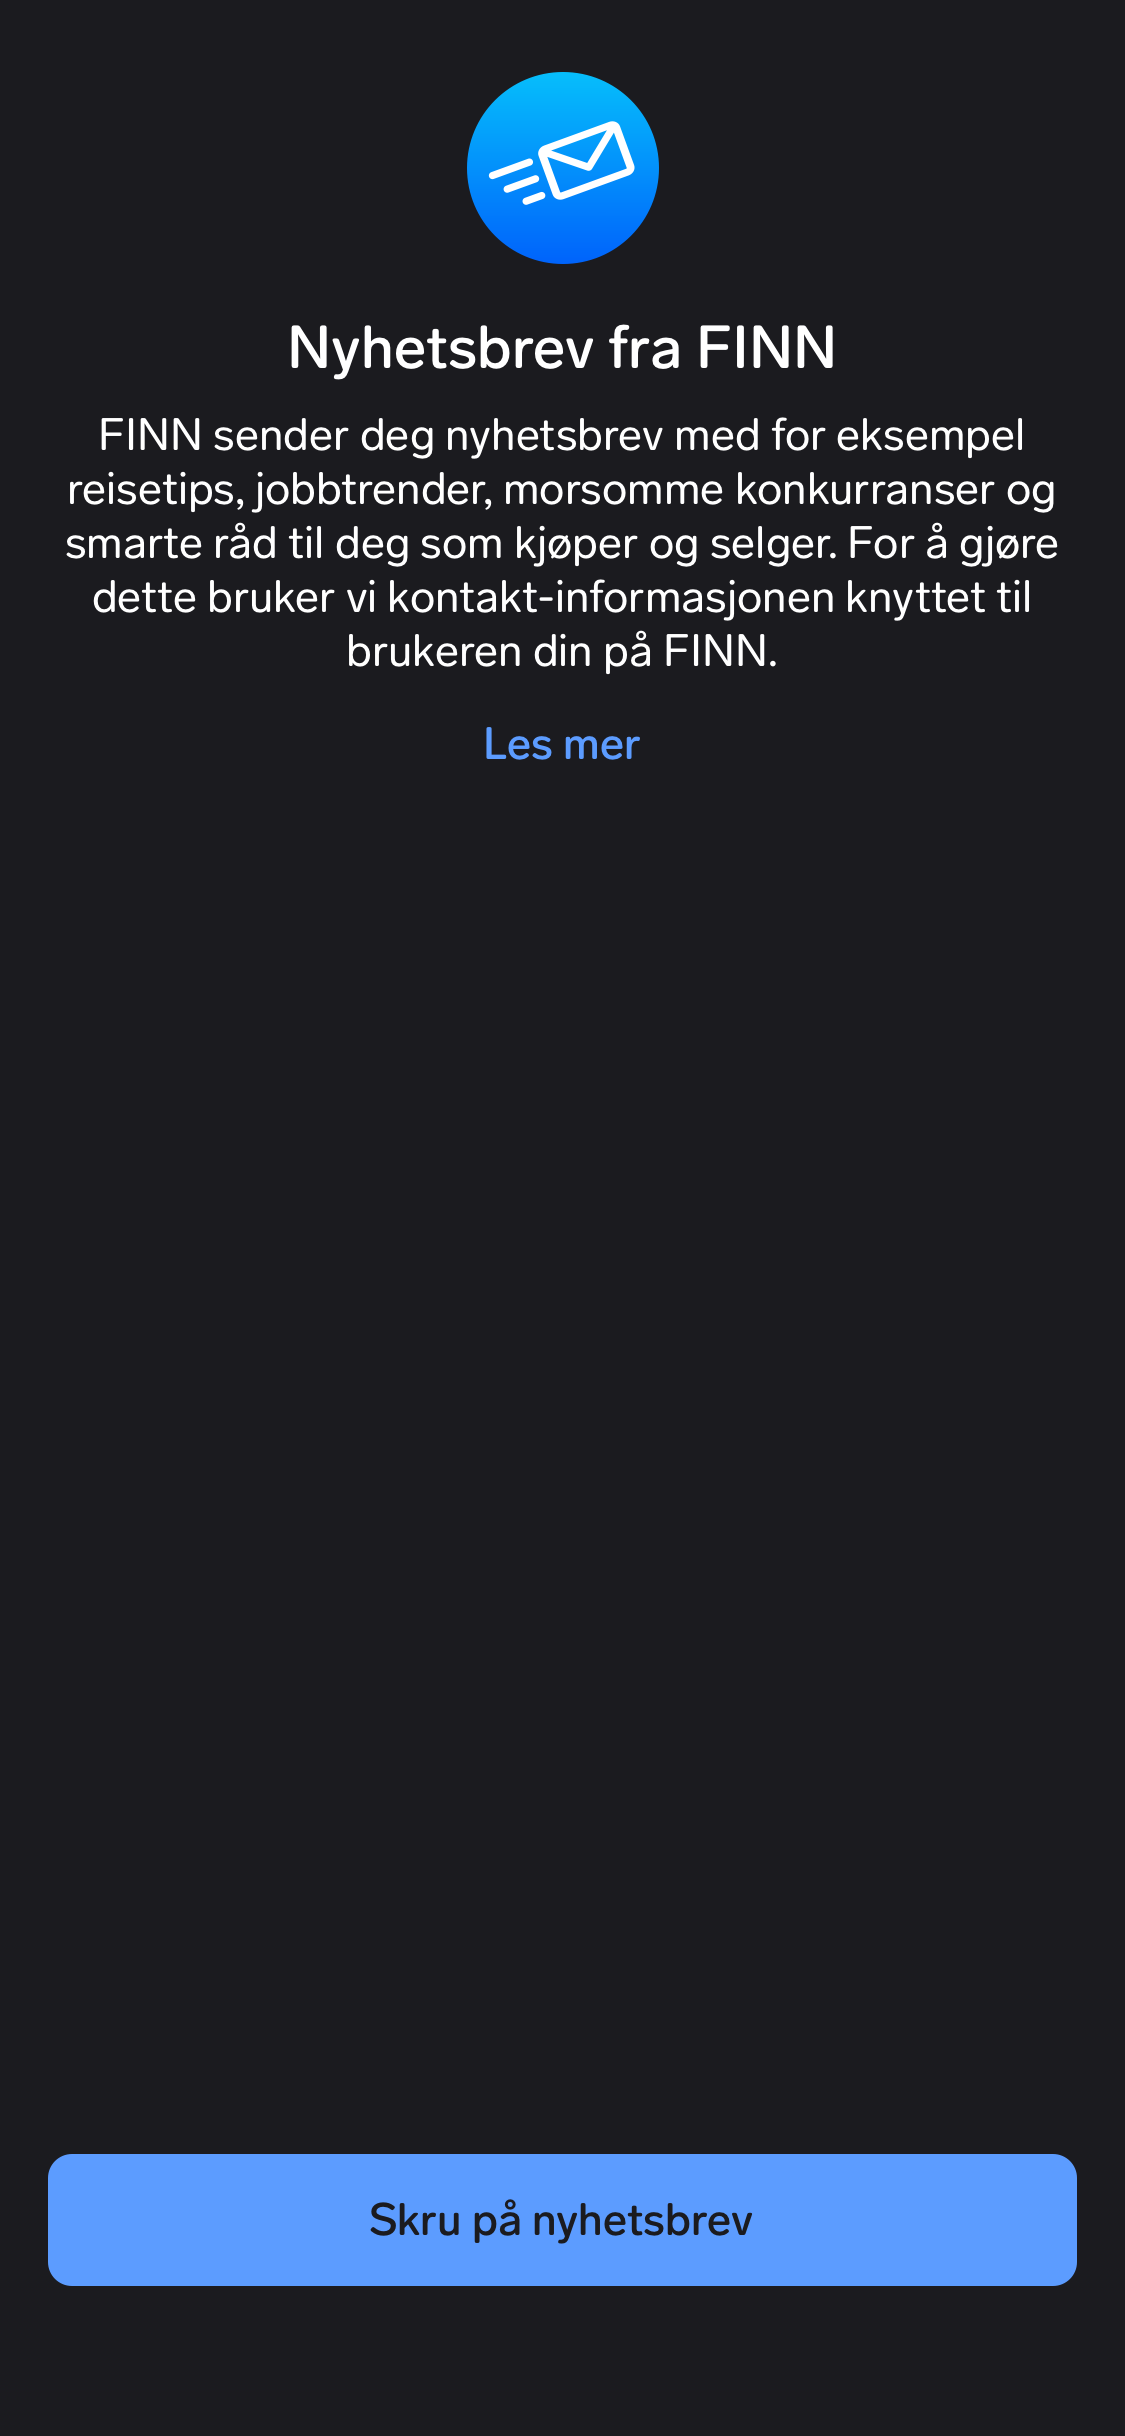 Nyhetsbrev fra FINN
FINN sender deg nyhetsbrev med for eksempel
reisetips, jobbtrender, morsomme konkurranser og
smarte råd til deg som kjøper og selger. For å gjøre
dette bruker vi kontakt-informasjonen knyttet til
brukeren din på FINN.
Les mer
Skru på nyhetsbrev